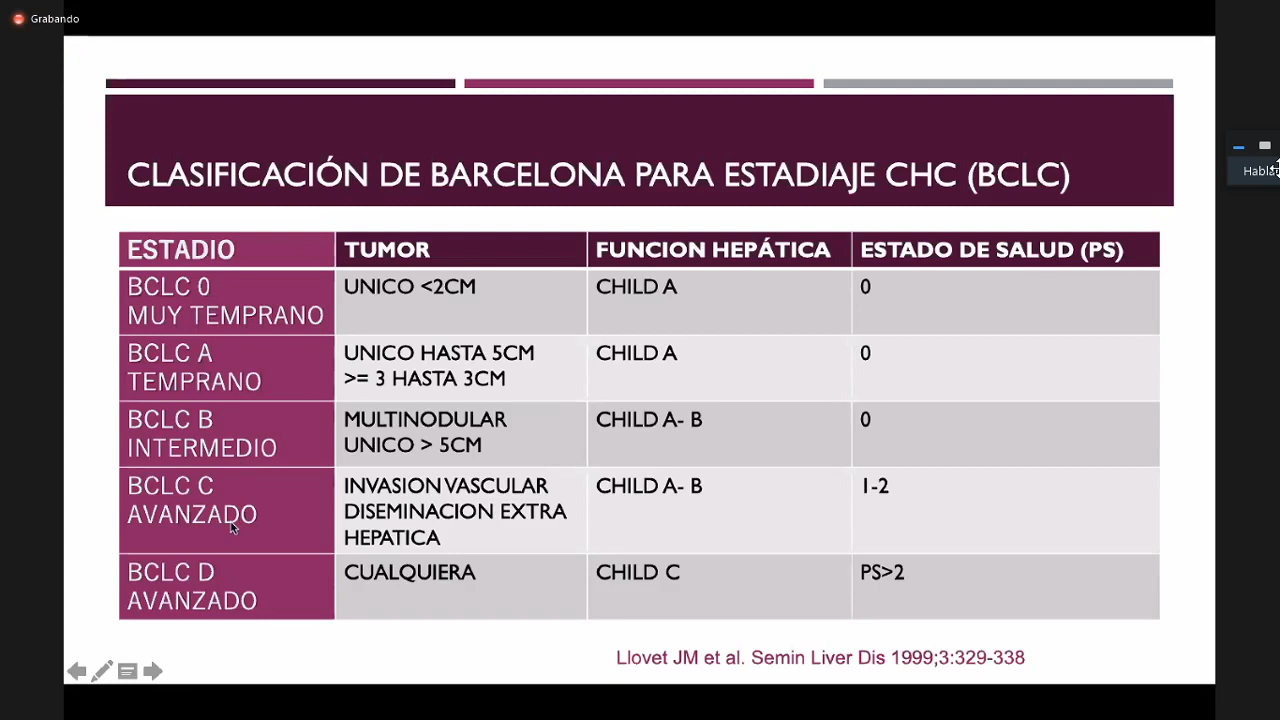 Grabando
CLASIFICACIÓN DE BARCELONA PARA ESTADIAJE CHC (BCLC)
ESTADIO TUMOR FUNCION HEPÁTICA ESTADO DE SALUD (PS)
BCLC 0 UNICO <2CM CHILD A 0
MUY TEMPRANO
BCLC A UNICO HASTA 5CM CHILD A 0
TEMPRANO >= 3 HASTA 3CM
BCLC B MULTINODULAR CHILD A- B 0
INTERMEDIO UNICO > 5CM
BCLC C INVASION VASCULAR CHILD A- B 1-2
AVANZADO DISEMINACION EXTRA
HEPATICA
BCLC D CUALQUIERA CHILD C PS>2
AVANZADO
Llovet JM et al. Semin Liver Dis 1999;3:329-338